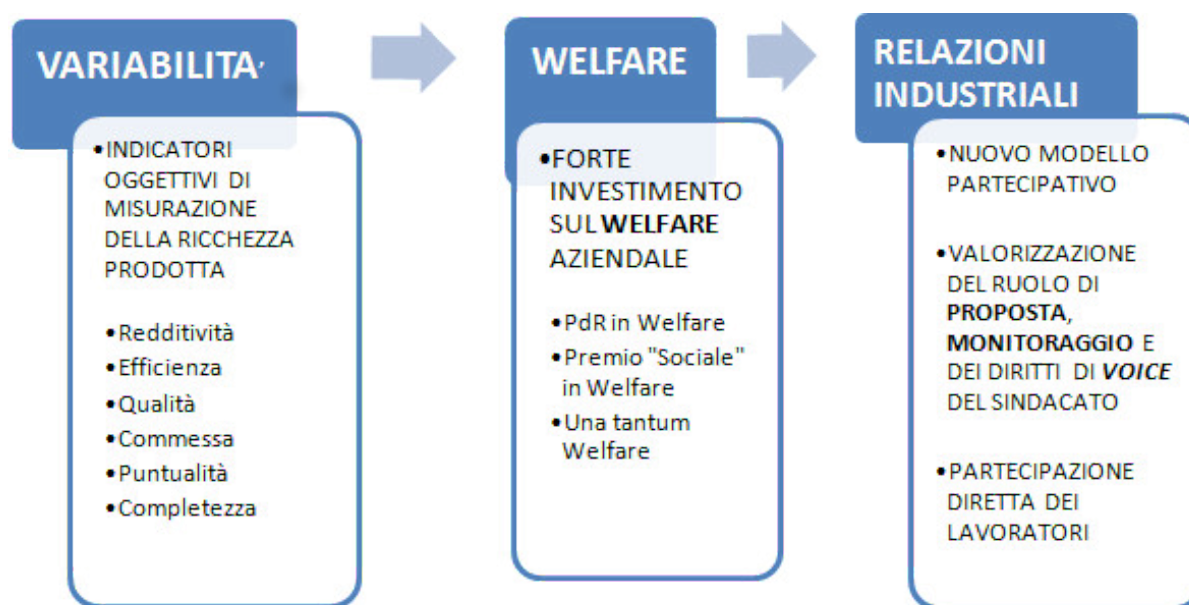 VARIABILITA'
•INDICATORI
OGGETTIVI DI
MISURAZIONE
DELLA RICCHEZZA
PRODOTTA
•Redditività
•Efficienza
•Qualità
•Commessa
•Puntualità
•Completezza
WELFARE
•FORTE
INVESTIMENTO
SUL WELFARE
AZIENDALE
•PdR in Welfare
•Premio "Sociale"
in Welfare
•Una tantum
Welfare
RELAZIONI
INDUSTRIALI
•NUOVO MODELLO
PARTECIPATIVO
•VALORIZZAZIONE
DEL RUOLO DI
PROPOSTA,
MONITORAGGIO E
DEI DIRITTI DI VOICE
DEL SINDACATO
•PARTECIPAZIONE
DIRETTA DEI
LAVORATORI